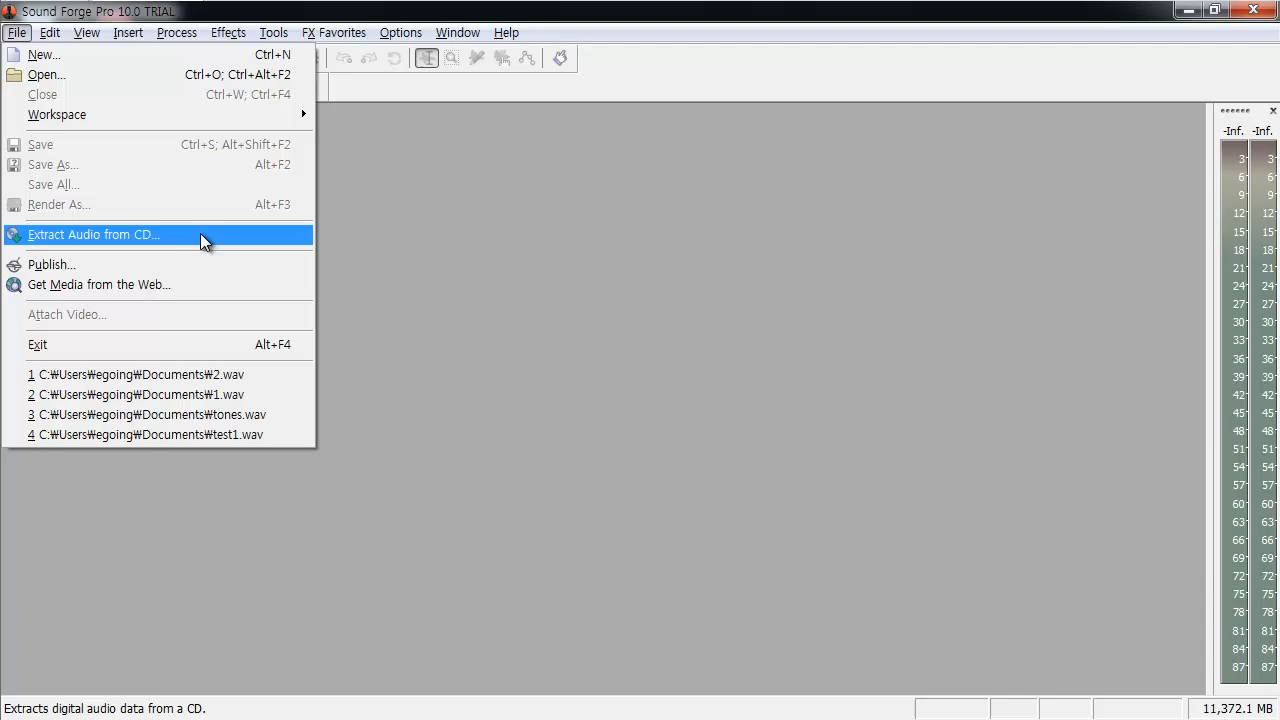 Sound Forge Pro 10.0 TRIAL
File Edit View Insert Process Effects Tools FX Favorites Options Window Help
New... Ctrl+N
Open... Ctrl+O; Ctrl+Alt+F2
Close Ctrl+W; Ctrl+F4
Workspace
Save Ctrl+S; Alt+Shift+F2
Save As... Alt+F2
Save All...
Render As... Alt+F3
Extract Audio from CD...
Publish...
Get Media from the Web...
Attach Video...
Exit Alt+F4
1 C:₩Users₩egoing₩Documents₩2.wav
2 C:₩Users₩egoing₩Documents₩1.wav
3 C:₩Users₩egoing₩Documents₩tones.wav
4 C:₩Users₩egoing₩Documents₩test1.wav
-Inf. -Inf.
3 3
6 6
9 9
12 12
15 15
18 18
21 21
24 24
27 27
30 30
33 33
36 36
39 39
42 42
45 45
48 48
51 51
54 54
57 57
60 60
63 63
66 66
69 69
72 72
75 75
78 78
81 81
84 84
87 87
Extracts digital audio data from a CD.
11,372.1 MB